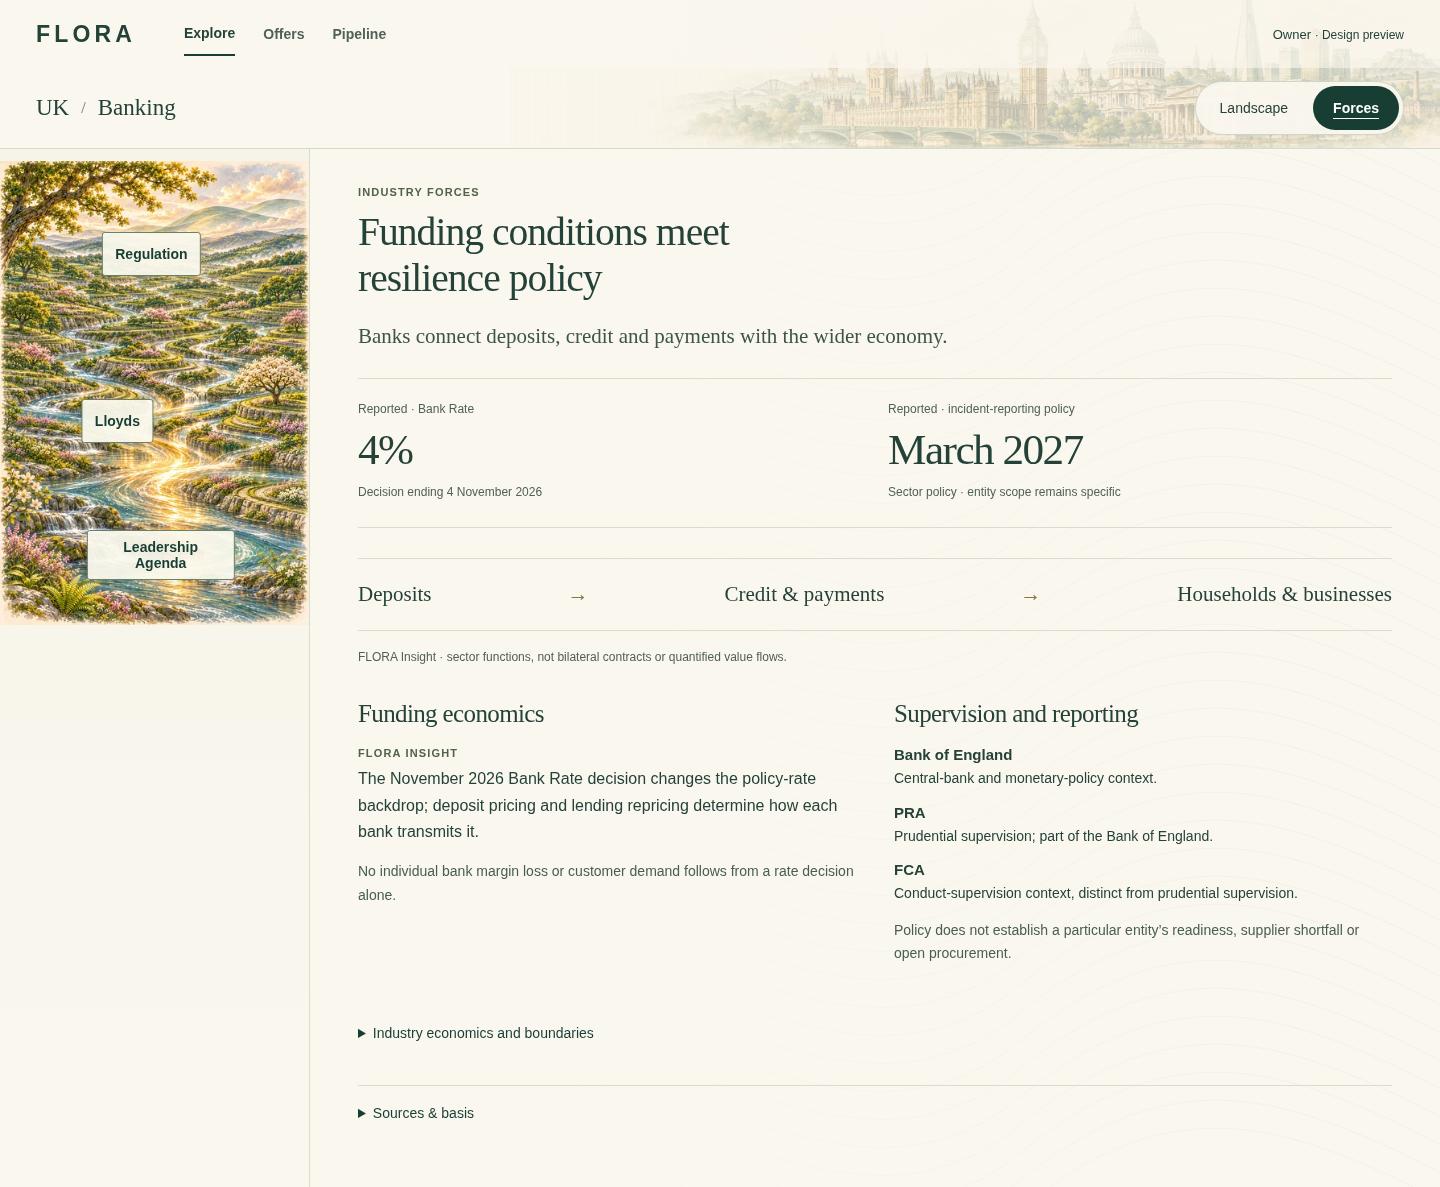 FLORA
Explore
Offers
Pipeline
Owner · Design preview
UK / Banking
Landscape
Forces
Regulation
Lloyds
Leadership
Agenda
INDUSTRY FORCES
Funding conditions meet
resilience policy
Banks connect deposits, credit and payments with the wider economy.
Reported · Bank Rate
4%
Decision ending 4 November 2026
Reported · incident-reporting policy
March 2027
Sector policy · entity scope remains specific
Deposits → Credit & payments → Households & businesses
FLORA Insight · sector functions, not bilateral contracts or quantified value flows.
Funding economics
FLORA INSIGHT
The November 2026 Bank Rate decision changes the policy-rate
backdrop; deposit pricing and lending repricing determine how each
bank transmits it.
No individual bank margin loss or customer demand follows from a rate decision
alone.
Supervision and reporting
Bank of England
Central-bank and monetary-policy context.
PRA
Prudential supervision; part of the Bank of England.
FCA
Conduct-supervision context, distinct from prudential supervision.
Policy does not establish a particular entity’s readiness, supplier shortfall or
open procurement.
▶ Industry economics and boundaries
▶ Sources & basis